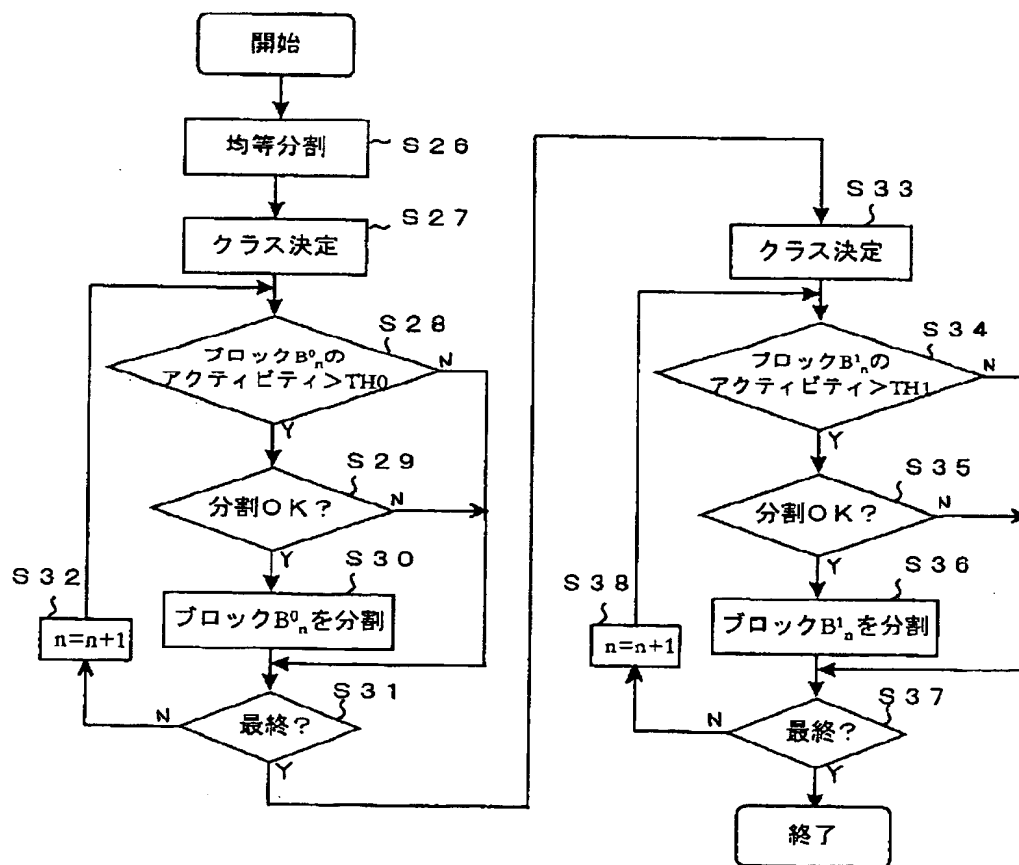 開始
均等分割
S26
S27
クラス決定
S28
ブロックB⁰ₙの
アクティビティ>TH0
N
Y
S29
分割OK?
N
Y
S30
ブロックB⁰ₙを分割
S32
n=n+1
S31
最終?
N
Y
S33
クラス決定
S34
ブロックB¹ₙの
アクティビティ>TH1
N
Y
S35
分割OK?
N
Y
S36
ブロックB¹ₙを分割
S38
n=n+1
S37
最終?
N
Y
終了